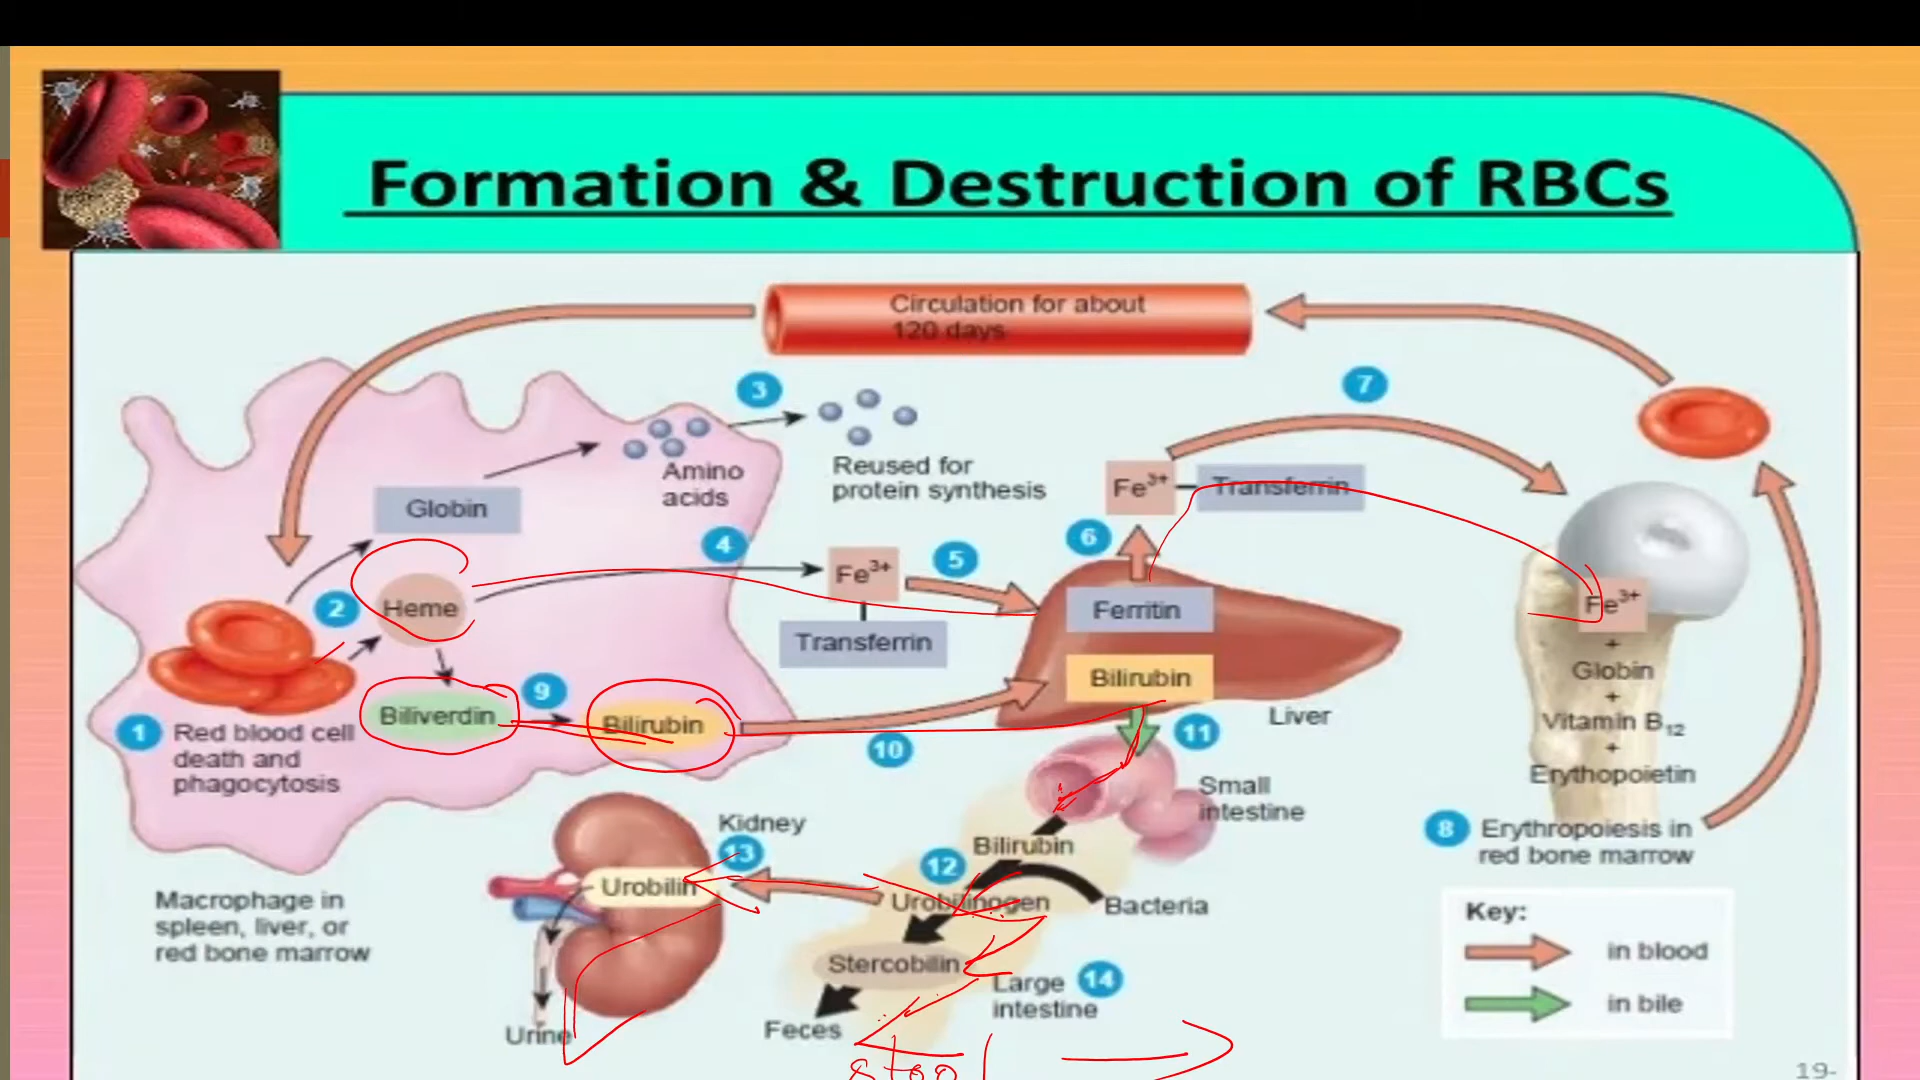 Formation & Destruction of RBCs
Circulation for about
120 days
3
7
Amino
acids
Reused for
protein synthesis
Fe3+
Transferrin
Globin
4
5
6
Fe3+
2
Heme
Ferritin
Fe3+
Transferrin
+
Globin
+
Vitamin B12
+
Erythropoietin
9
Biliverdin
Bilirubin
Bilirubin
Liver
1
Red blood cell
death and
phagocytosis
10
11
Small
intestine
Kidney
13
8
Erythropoiesis in
red bone marrow
Bilirubin
12
Urobilin
Urobilinogen
Bacteria
Macrophage in
spleen, liver, or
red bone marrow
Stercobilin
Large
intestine
14
Urine
Feces
stool
Key:
in blood
in bile
19-